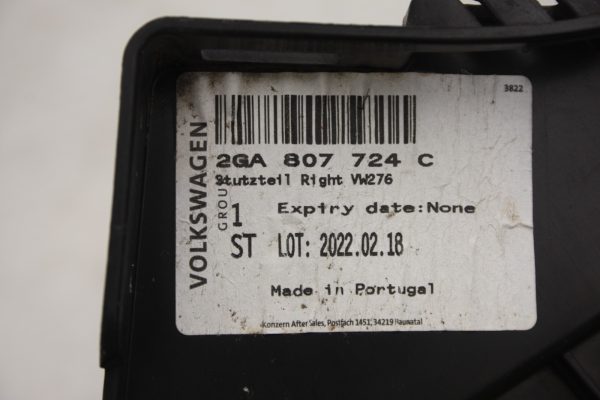 3822
VOLKSWAGEN
GROUP
2GA 807 724 C
Stutzteil Right VW276
1 Expiry date:None
ST LOT: 2022.02.18
Made in Portugal
Konzern After Sales, Postfach 1451, 34219 Baunatal